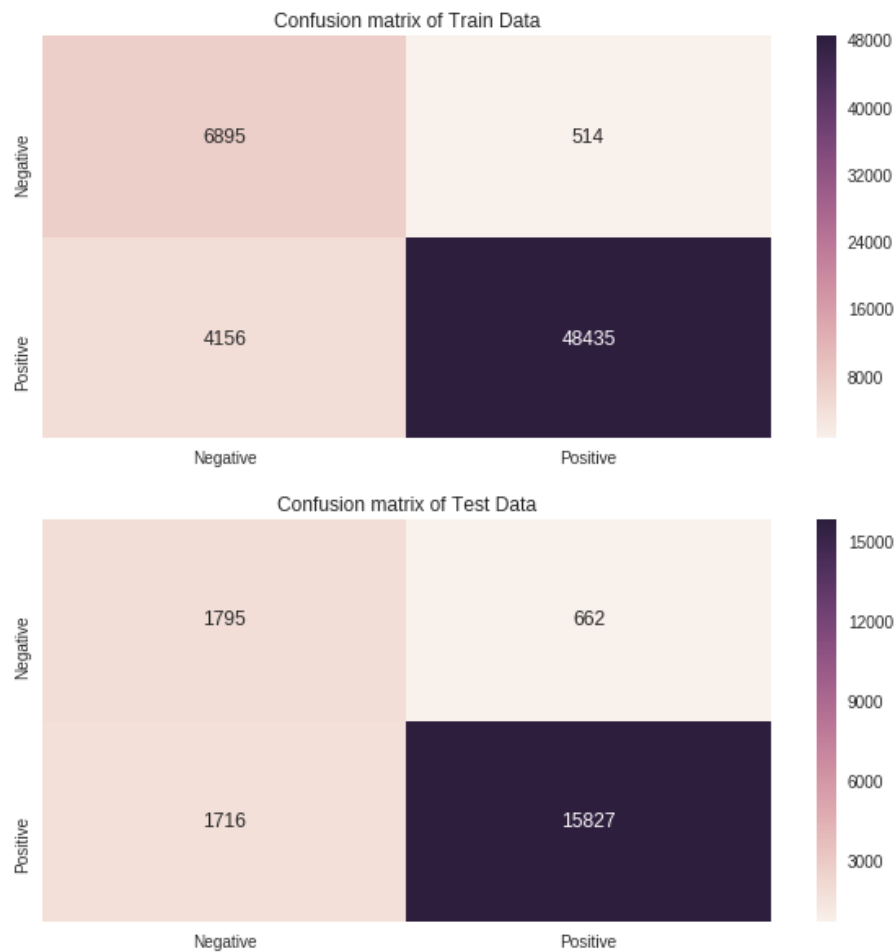 Confusion matrix of Train Data
48000
6895 514
40000
Negative
32000
24000
16000
4156 48435
Positive
8000
Negative Positive
Confusion matrix of Test Data
15000
1795 662
12000
Negative
9000
6000
1716 15827
Positive
3000
Negative Positive